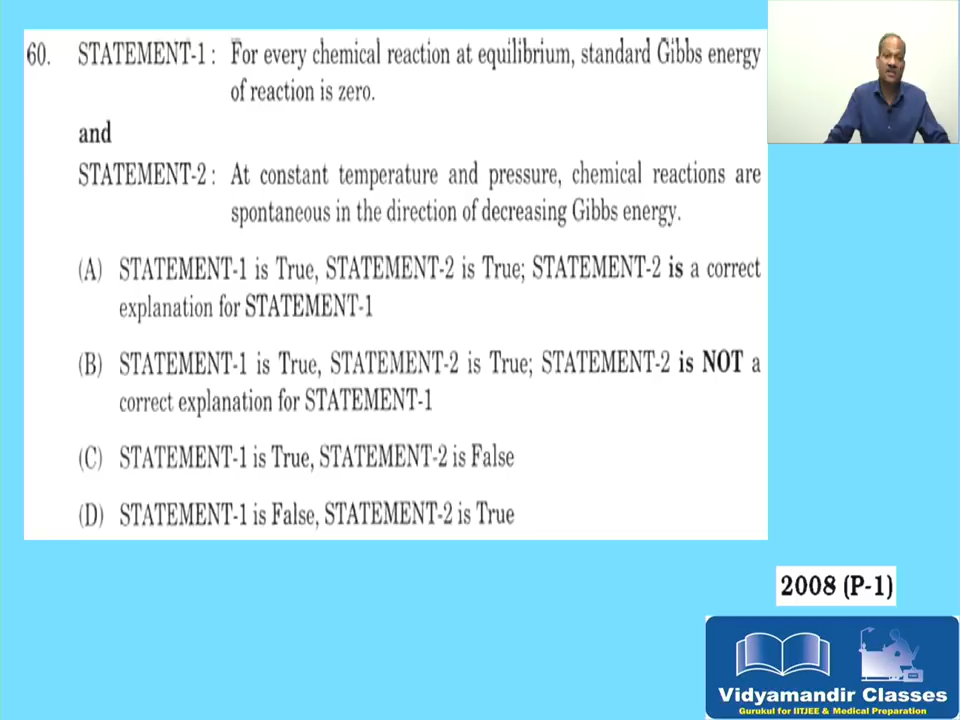 60. STATEMENT-1 : For every chemical reaction at equilibrium, standard Gibbs energy
of reaction is zero.
and
STATEMENT-2 : At constant temperature and pressure, chemical reactions are
spontaneous in the direction of decreasing Gibbs energy.
(A) STATEMENT-1 is True, STATEMENT-2 is True; STATEMENT-2 is a correct
explanation for STATEMENT-1
(B) STATEMENT-1 is True, STATEMENT-2 is True; STATEMENT-2 is NOT a
correct explanation for STATEMENT-1
(C) STATEMENT-1 is True, STATEMENT-2 is False
(D) STATEMENT-1 is False, STATEMENT-2 is True
2008 (P-1)
Vidyamandir Classes
Gurukul for IITJEE & Medical Preparation